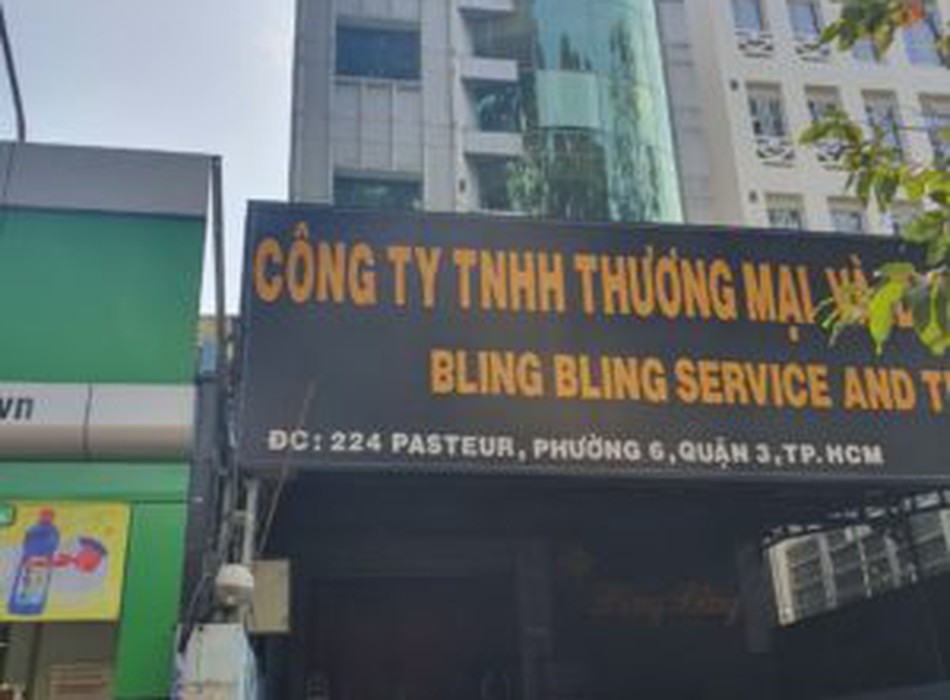 CÔNG TY TNHH THƯƠNG MẠI VÀ
BLING BLING SERVICE AND T
ĐC: 224 PASTEUR, PHƯỜNG 6, QUẬN 3, TP. HCM
vn